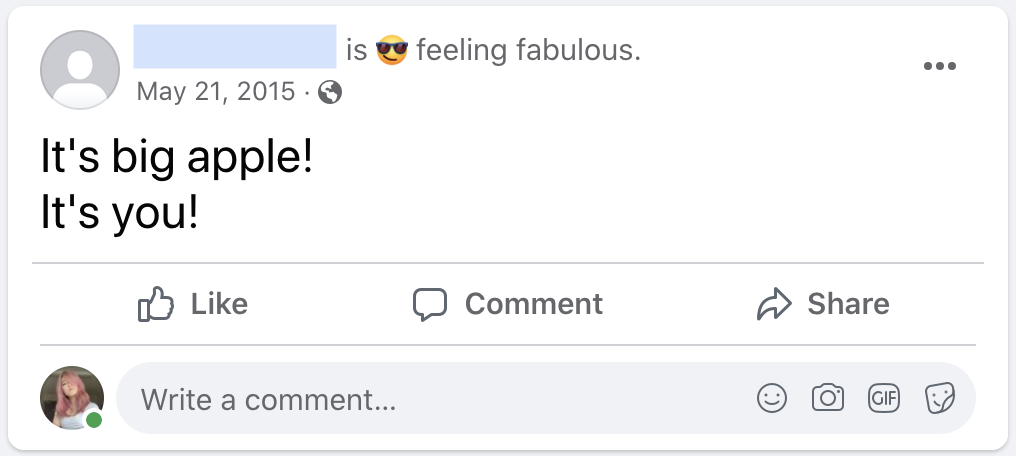 is 😎 feeling fabulous.
May 21, 2015 ·
It's big apple!
It's you!
Like Comment Share
Write a comment... GIF